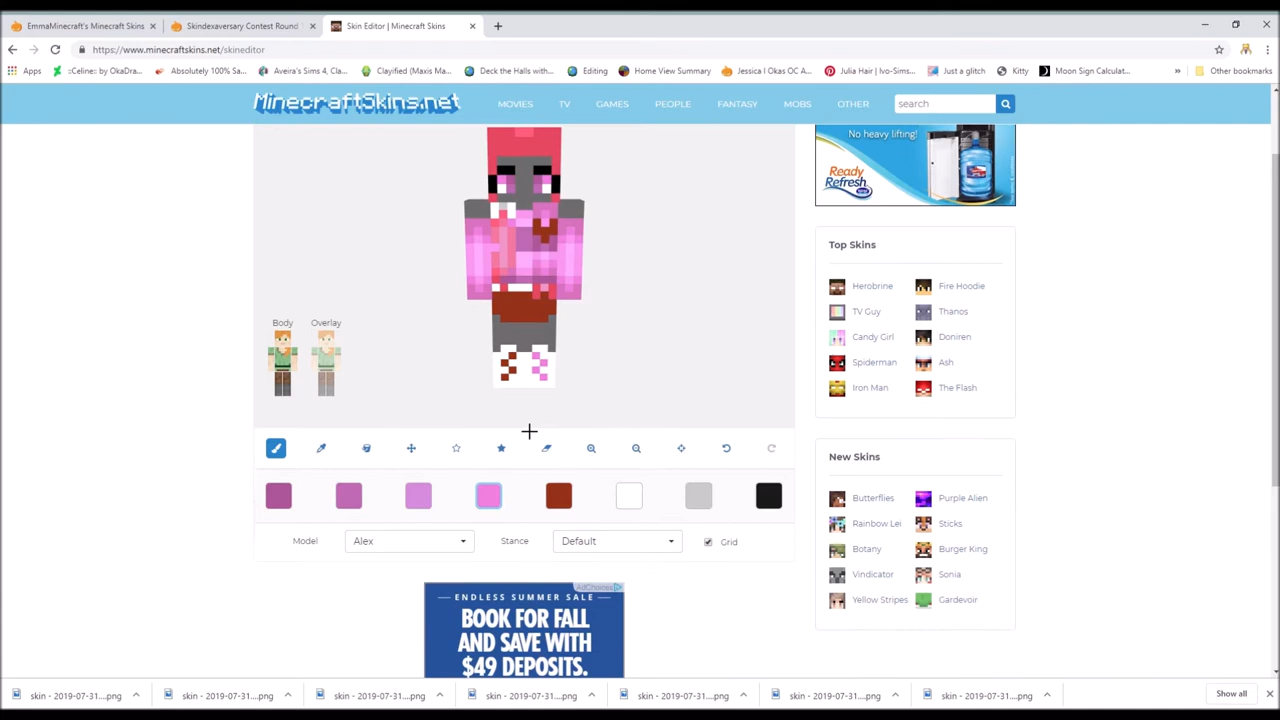 EmmaMinecraft's Minecraft Skins
Skindexaversary Contest Round
Skin Editor | Minecraft Skins
https://www.minecraftskins.net/skineditor
Apps
::Celine:: by OkaDra...
Absolutely 100% Sa...
Aveira's Sims 4, Cla...
Clayified (Maxis Ma...
Deck the Halls with...
Editing
Home View Summary
Jessica I Okas OC A...
Julia Hair | Ivo-Sims...
Just a glitch
Kitty
Moon Sign Calculat...
»
Other bookmarks
MinecraftSkins.net
MOVIES
TV
GAMES
PEOPLE
FANTASY
MOBS
OTHER
search
No heavy lifting!
Ready
Refresh
Top Skins
Herobrine
Fire Hoodie
TV Guy
Thanos
Candy Girl
Doniren
Spiderman
Ash
Iron Man
The Flash
Body
Overlay
New Skins
Butterflies
Purple Alien
Rainbow Lei
Sticks
Botany
Burger King
Vindicator
Sonia
Yellow Stripes
Gardevoir
Model
Alex
Stance
Default
Grid
AdChoices
ENDLESS SUMMER SALE
BOOK FOR FALL
AND SAVE WITH
$49 DEPOSITS.
skin - 2019-07-31....png
skin - 2019-07-31....png
skin - 2019-07-31....png
skin - 2019-07-31....png
skin - 2019-07-31....png
skin - 2019-07-31....png
skin - 2019-07-31....png
Show all